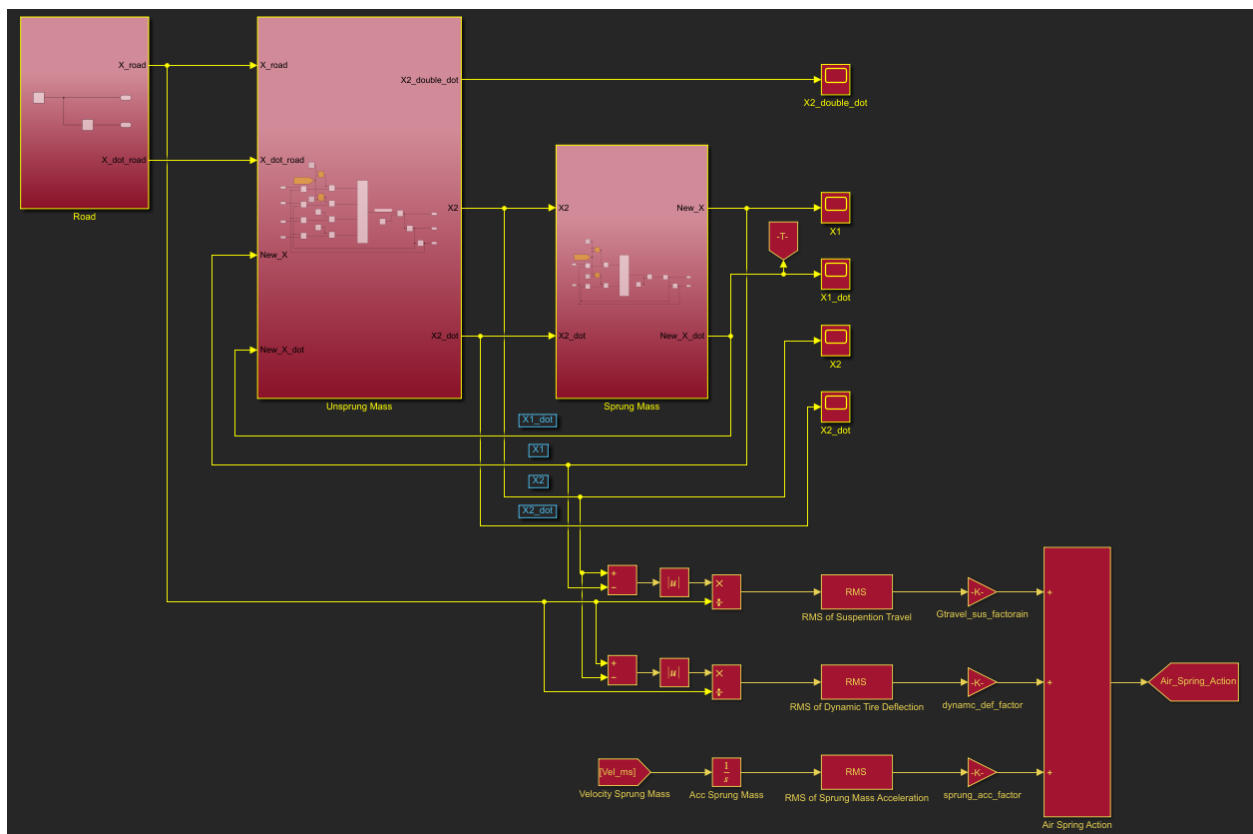 X_road
X_dot_road
Road
X_road
X_dot_road
New_X
New_X_dot
X2_double_dot
X2
X2_dot
Unsprung Mass
X2
X2_dot
New_X
New_X_dot
Sprung Mass
X2_double_dot
X1
-T-
X1_dot
X2
X2_dot
X1_dot
X1
X2
X2_dot
+
−
|u|
×
÷
RMS
RMS of Suspention Travel
-K-
Gtravel_sus_factorain
+
+
−
|u|
×
÷
RMS
RMS of Dynamic Tire Deflection
-K-
dynamc_def_factor
+
[Vel_ms]
Velocity Sprung Mass
1
s
Acc Sprung Mass
RMS
RMS of Sprung Mass Acceleration
-K-
sprung_acc_factor
+
Air Spring Action
Air_Spring_Action